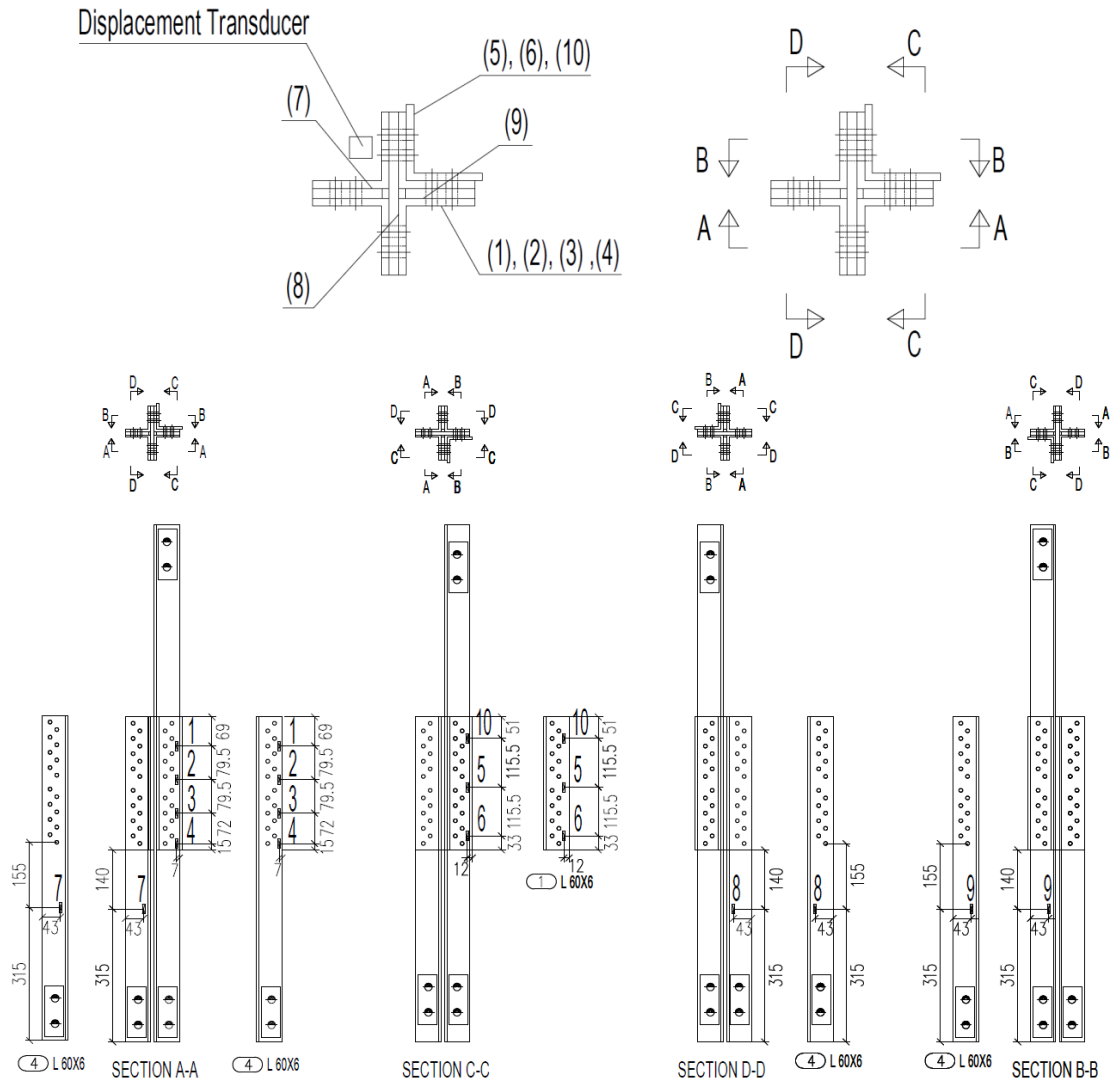 Displacement Transducer
(5), (6), (10)
(7)
(9)
(1), (2), (3) ,(4)
(8)
D C
B B
A A
D C
D C
B B
A A
D C
A B
D D
C C
A B
B A
C C
D D
B A
C D
A A
B B
C D
1 69
2 79.5
3 79.5
4 72
15
7
1 69
2 79.5
3 79.5
4 72
15
7
10 51
5 115.5
6 115.5
33
12
10 51
5 115.5
6 115.5
33
12
1 L 60X6
155
7
43
315
140
7
43
315
8
43
140
315
8
43
155
315
155
9
43
315
140
9
43
315
4 L 60X6
SECTION A-A
4 L 60X6
SECTION C-C
SECTION D-D
4 L 60X6
4 L 60X6
SECTION B-B